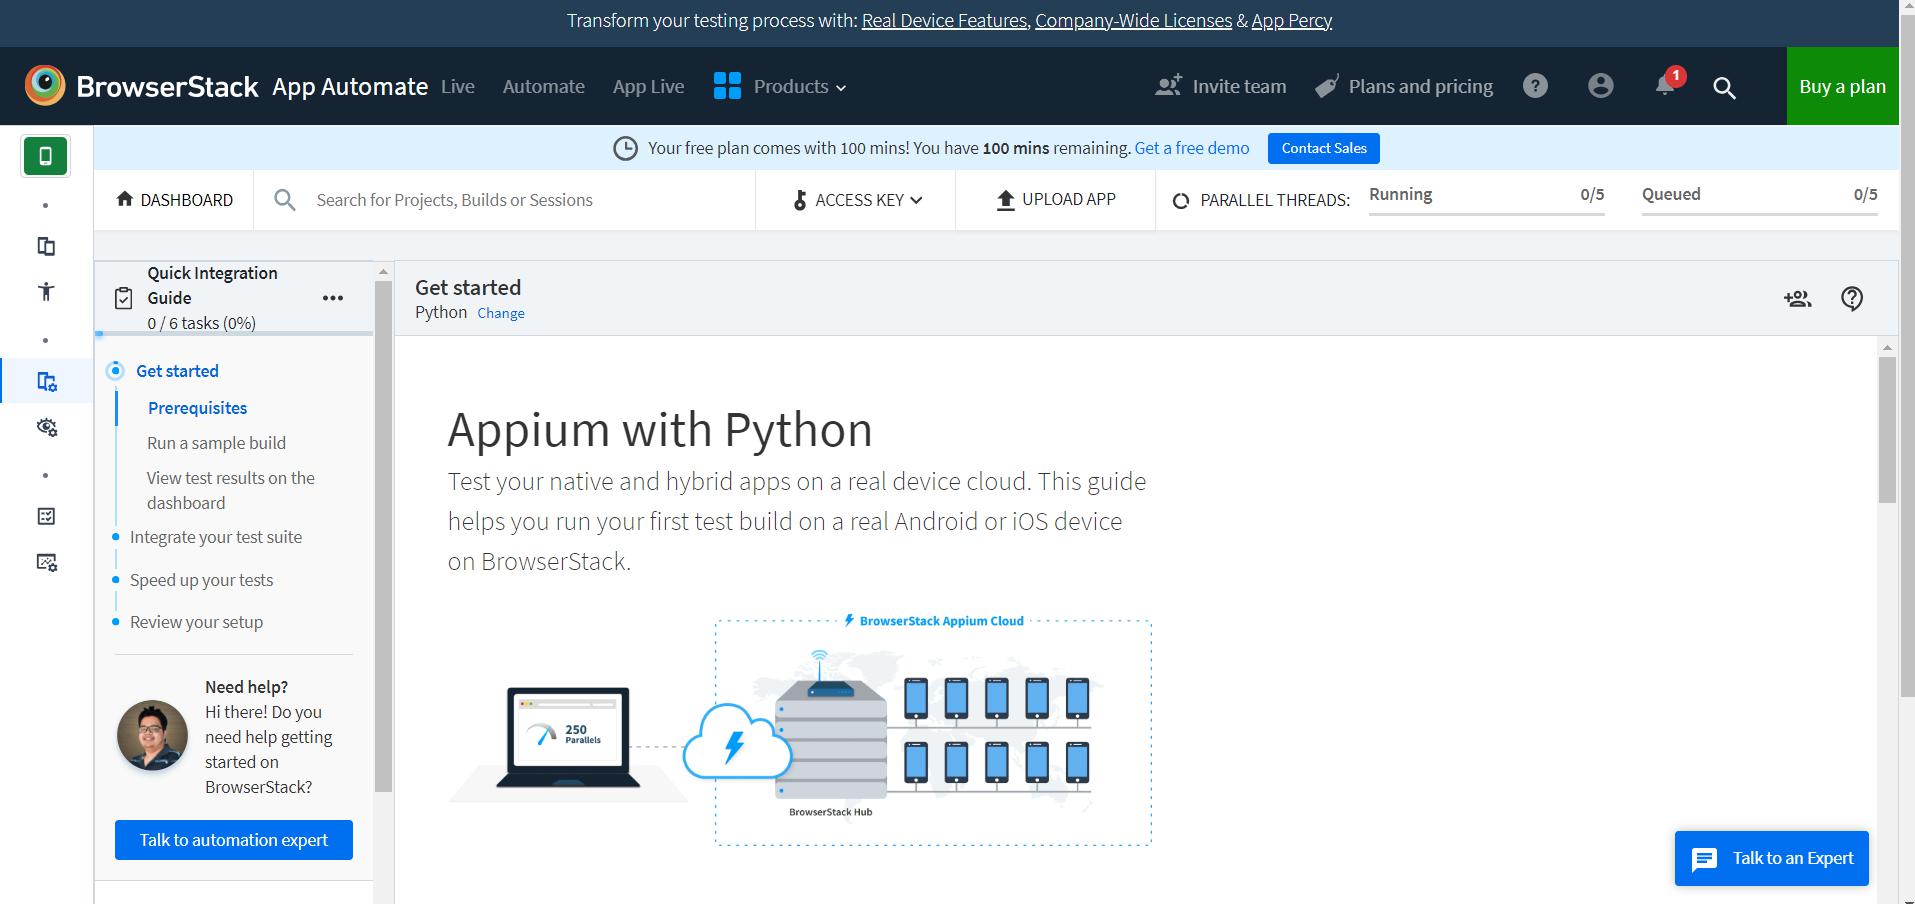 Transform your testing process with: Real Device Features, Company-Wide Licenses & App Percy
BrowserStack App Automate Live Automate App Live Products Invite team Plans and pricing ? 1 Buy a plan
Your free plan comes with 100 mins! You have 100 mins remaining. Get a free demo Contact Sales
DASHBOARD Search for Projects, Builds or Sessions ACCESS KEY UPLOAD APP PARALLEL THREADS: Running 0/5 Queued 0/5
Quick Integration
Guide
0 / 6 tasks (0%)
Get started
Prerequisites
Run a sample build
View test results on the
dashboard
Integrate your test suite
Speed up your tests
Review your setup
Need help?
Hi there! Do you
need help getting
started on
BrowserStack?
Talk to automation expert
Get started
Python Change
Appium with Python
Test your native and hybrid apps on a real device cloud. This guide
helps you run your first test build on a real Android or iOS device
on BrowserStack.
BrowserStack Appium Cloud
250
Parallels
BrowserStack Hub
Talk to an Expert